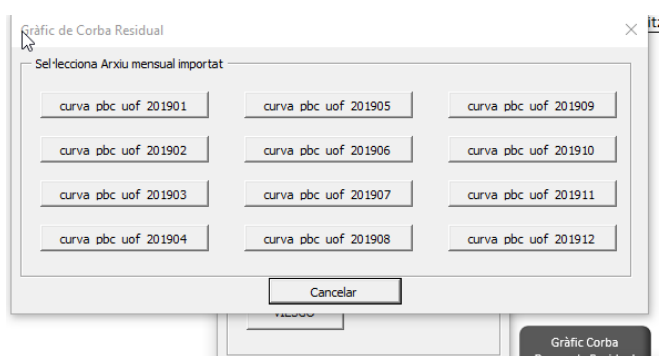 Gràfic de Corba Residual
Sel·lecciona Arxiu mensual importat
curva pbc uof 201901
curva pbc uof 201905
curva pbc uof 201909
curva pbc uof 201902
curva pbc uof 201906
curva pbc uof 201910
curva pbc uof 201903
curva pbc uof 201907
curva pbc uof 201911
curva pbc uof 201904
curva pbc uof 201908
curva pbc uof 201912
Cancelar
Gràfic Corba